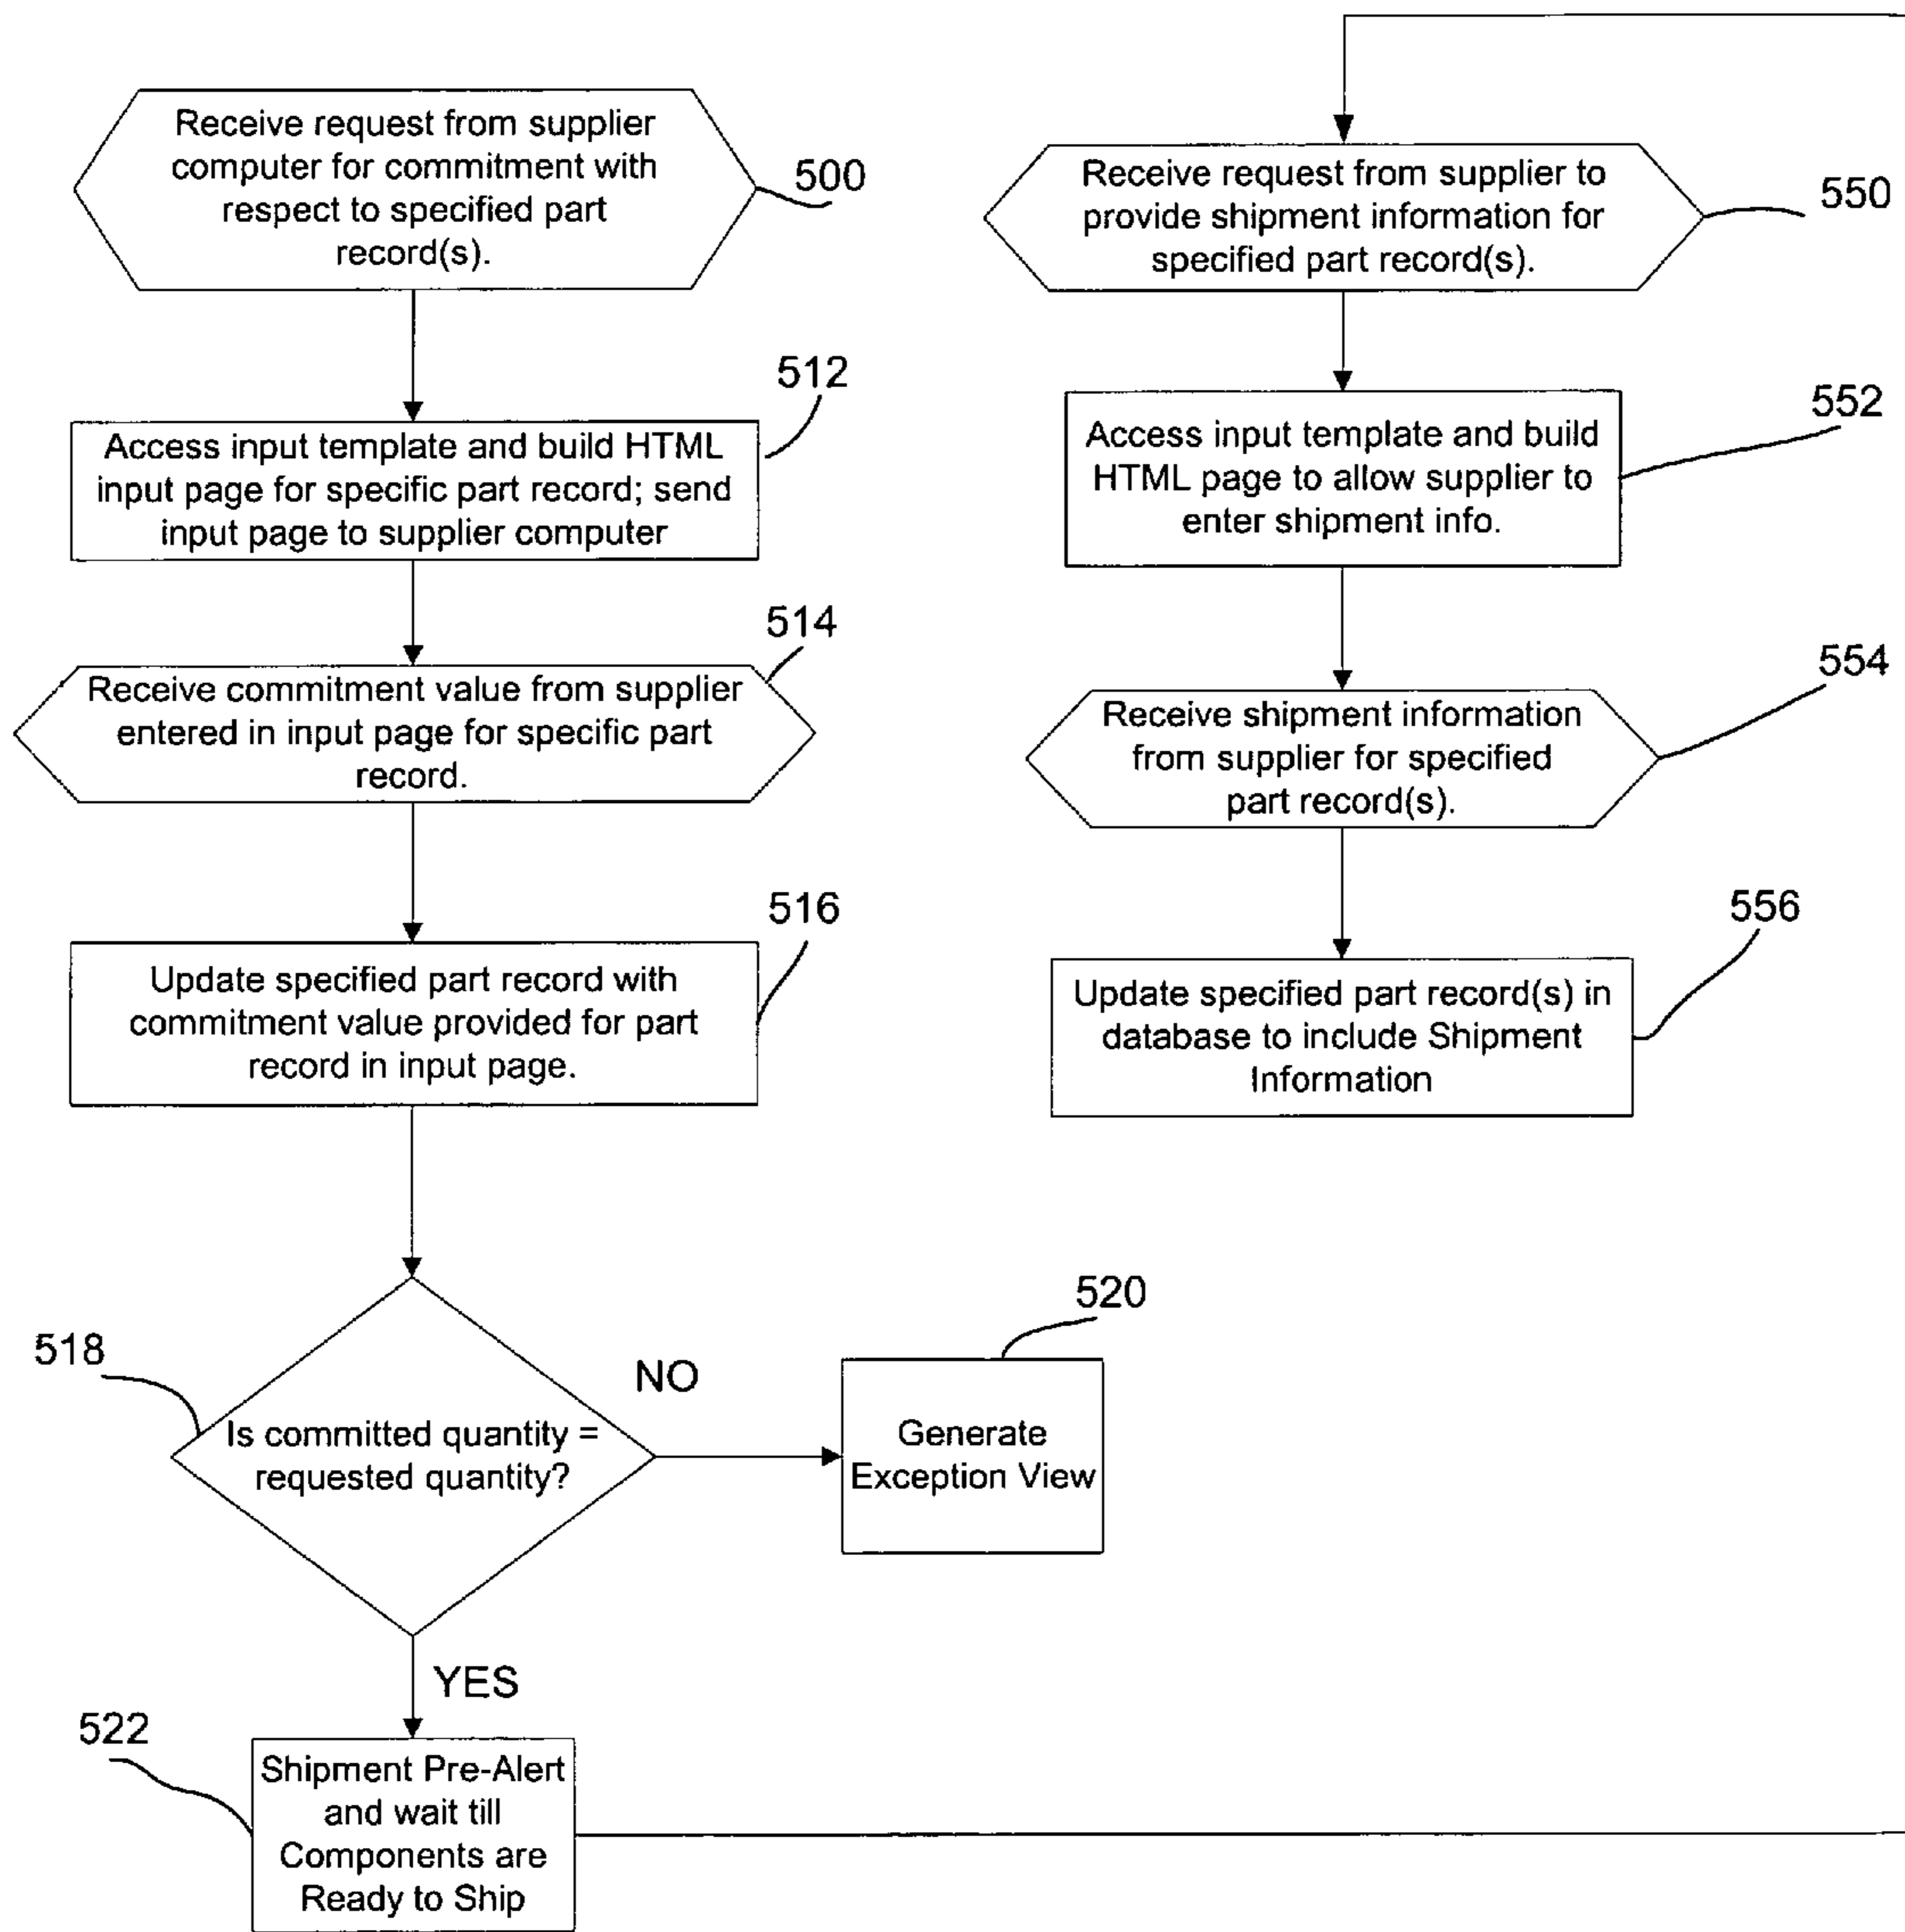 Receive request from supplier
computer for commitment with
respect to specified part
record(s).
500
512
Access input template and build HTML
input page for specific part record; send
input page to supplier computer
514
Receive commitment value from supplier
entered in input page for specific part
record.
516
Update specified part record with
commitment value provided for part
record in input page.
518
Is committed quantity =
requested quantity?
NO
520
Generate
Exception View
YES
522
Shipment Pre-Alert
and wait till
Components are
Ready to Ship
Receive request from supplier to
provide shipment information for
specified part record(s).
550
552
Access input template and build
HTML page to allow supplier to
enter shipment info.
554
Receive shipment information
from supplier for specified
part record(s).
556
Update specified part record(s) in
database to include Shipment
Information